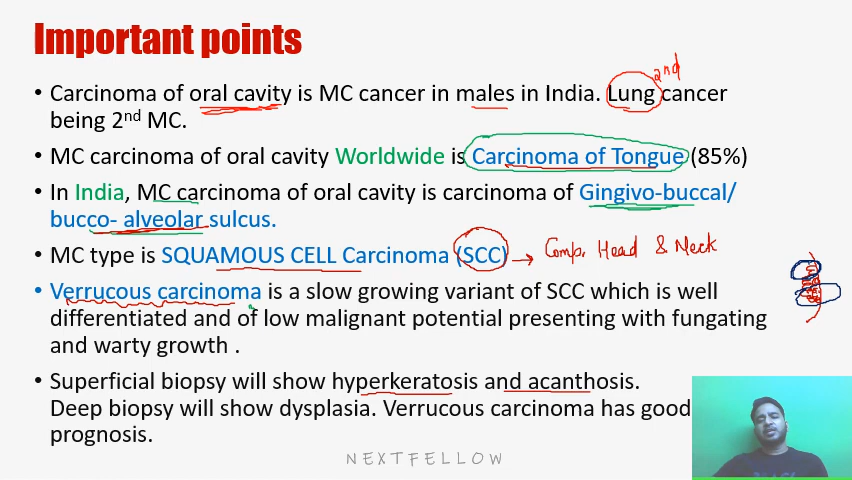 Important points
• Carcinoma of oral cavity is MC cancer in males in India. Lung cancer
2nd
being 2nd MC.
• MC carcinoma of oral cavity Worldwide is Carcinoma of Tongue (85%)
• In India, MC carcinoma of oral cavity is carcinoma of Gingivo-buccal/
bucco- alveolar sulcus.
• MC type is SQUAMOUS CELL Carcinoma (SCC) → Comp. Head & Neck
• Verrucous carcinoma is a slow growing variant of SCC which is well
differentiated and of low malignant potential presenting with fungating
and warty growth .
• Superficial biopsy will show hyperkeratosis and acanthosis.
Deep biopsy will show dysplasia. Verrucous carcinoma has good
prognosis.
NEXTFELLOW